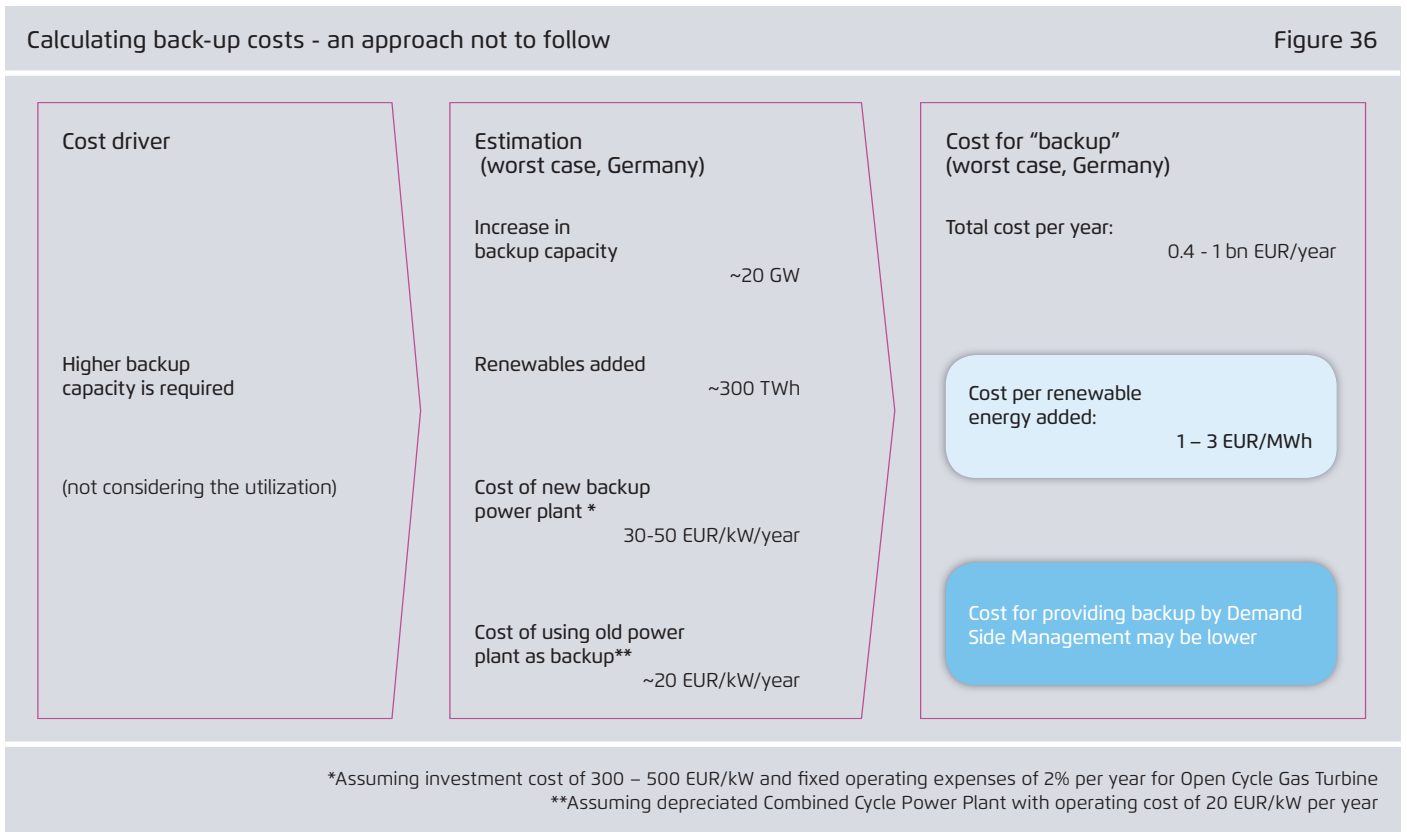 Calculating back-up costs - an approach not to follow
Figure 36
Cost driver
Higher backup
capacity is required
(not considering the utilization)
Estimation
(worst case, Germany)
Increase in
backup capacity
~20 GW
Renewables added
~300 TWh
Cost of new backup
power plant *
30-50 EUR/kW/year
Cost of using old power
plant as backup**
~20 EUR/kW/year
Cost for “backup”
(worst case, Germany)
Total cost per year:
0.4 - 1 bn EUR/year
Cost per renewable
energy added:
1 – 3 EUR/MWh
Cost for providing backup by Demand
Side Management may be lower
*Assuming investment cost of 300 – 500 EUR/kW and fixed operating expenses of 2% per year for Open Cycle Gas Turbine
**Assuming depreciated Combined Cycle Power Plant with operating cost of 20 EUR/kW per year